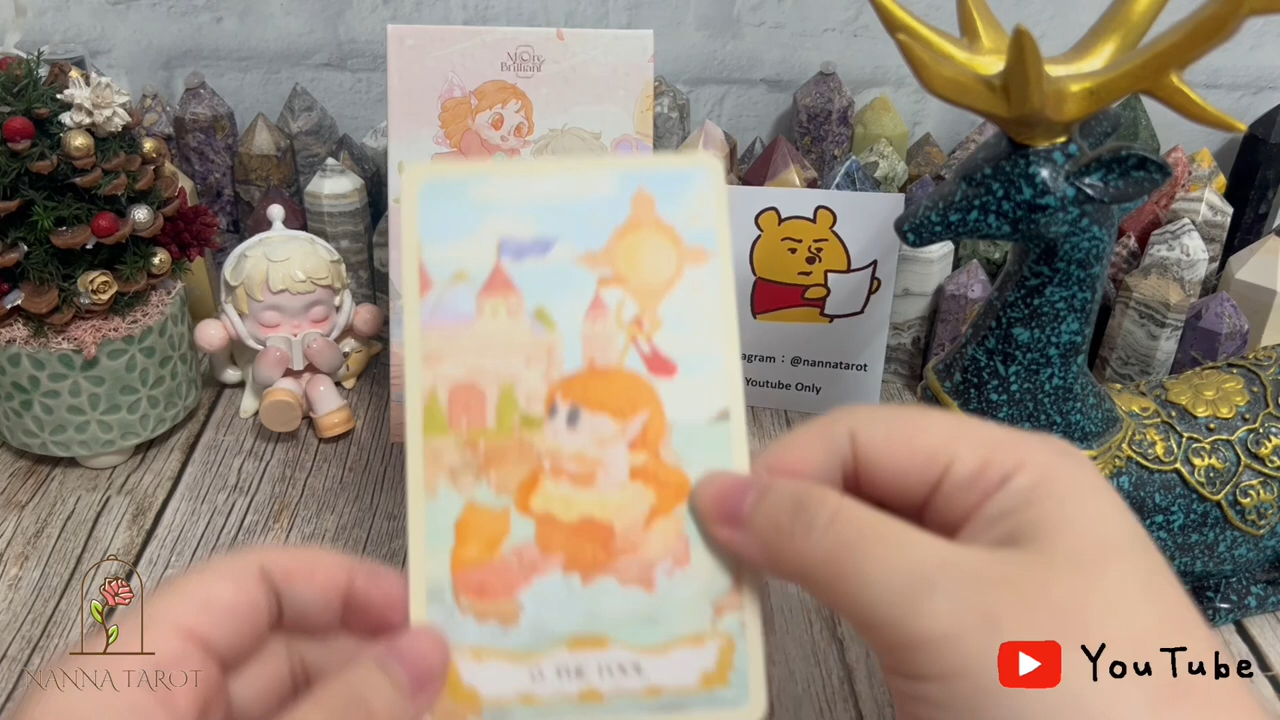 More
Brilliant
agram：@nannatarot
Youtube Only
NANNA TAROT
YouTube